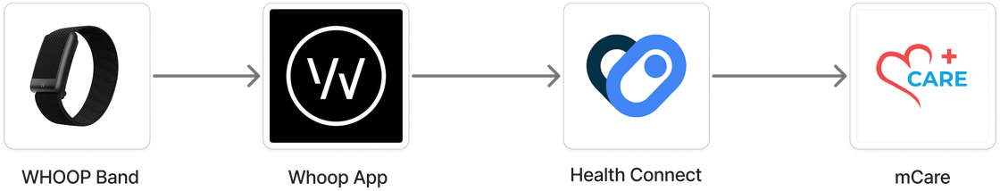 W
CARE
WHOOP Band
Whoop App
Health Connect
mCare